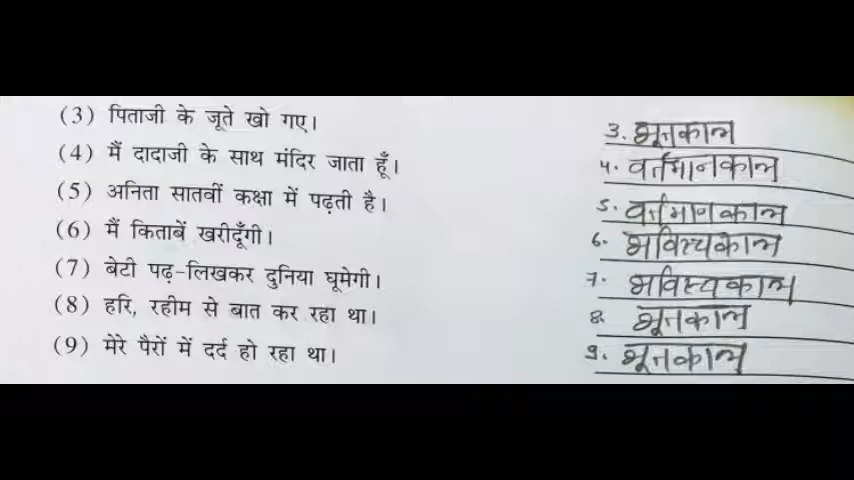 (3) पिताजी के जूते खो गए।
3. भूतकाल
(4) मैं दादाजी के साथ मंदिर जाता हूँ।
4. वर्तमानकाल
(5) अनिता सातवीं कक्षा में पढ़ती है।
5. वर्तमाणकाल
(6) मैं किताबें खरीदूँगी।
6. भविष्यकाल
(7) बेटी पढ़-लिखकर दुनिया घूमेगी।
7. भविष्यकाल
(8) हरि, रहीम से बात कर रहा था।
8. भूतकाल
(9) मेरे पैरों में दर्द हो रहा था।
9. भूतकाल